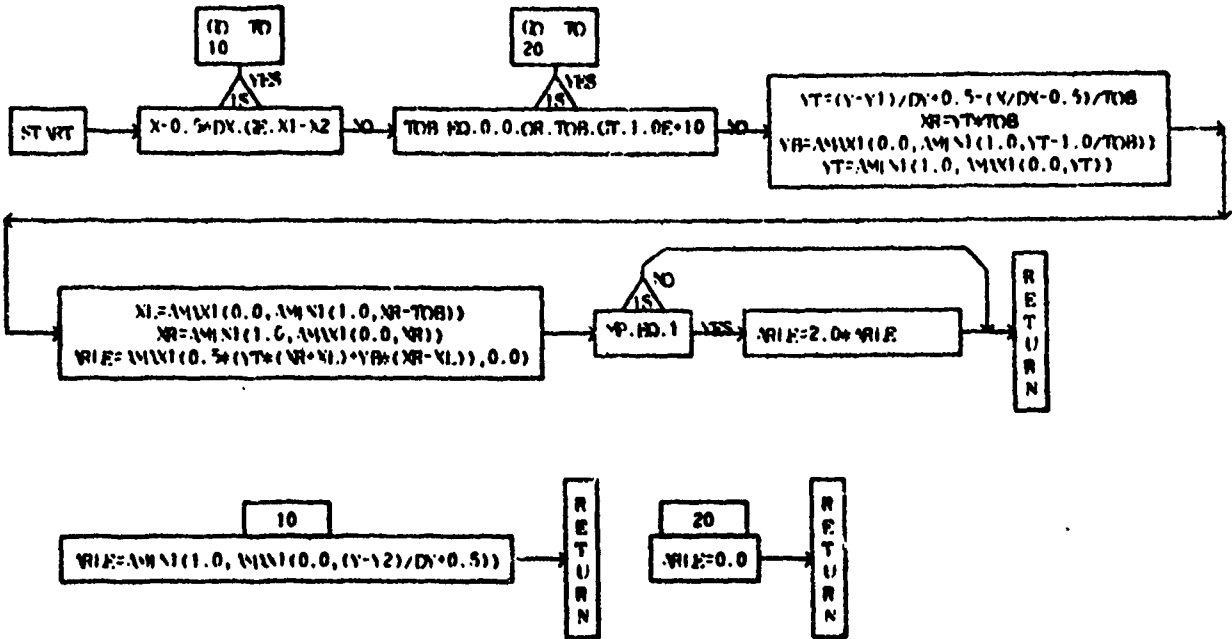 GO TO
10
GO TO
20
YES
YES
IS
IS
START
X-0.5*DX.GE.X1-X2
NO
TOB.EQ.0.0.OR.TOB.GT.1.0E+10
NO
YT=(Y-Y1)/DY+0.5-(X/DX-0.5)/TOB
XR=YT*TOB
YB=AMAX1(0.0,AMIN1(1.0,YT-1.0/TOB))
YT=AMIN1(1.0,AMAX1(0.0,YT))
XL=AMAX1(0.0,AMIN1(1.0,XR-TOB))
XR=AMIN1(1.0,AMAX1(0.0,XR))
NO
IS
MP.EQ.1
YES
RETURN
10
RETURN
20
RETURN